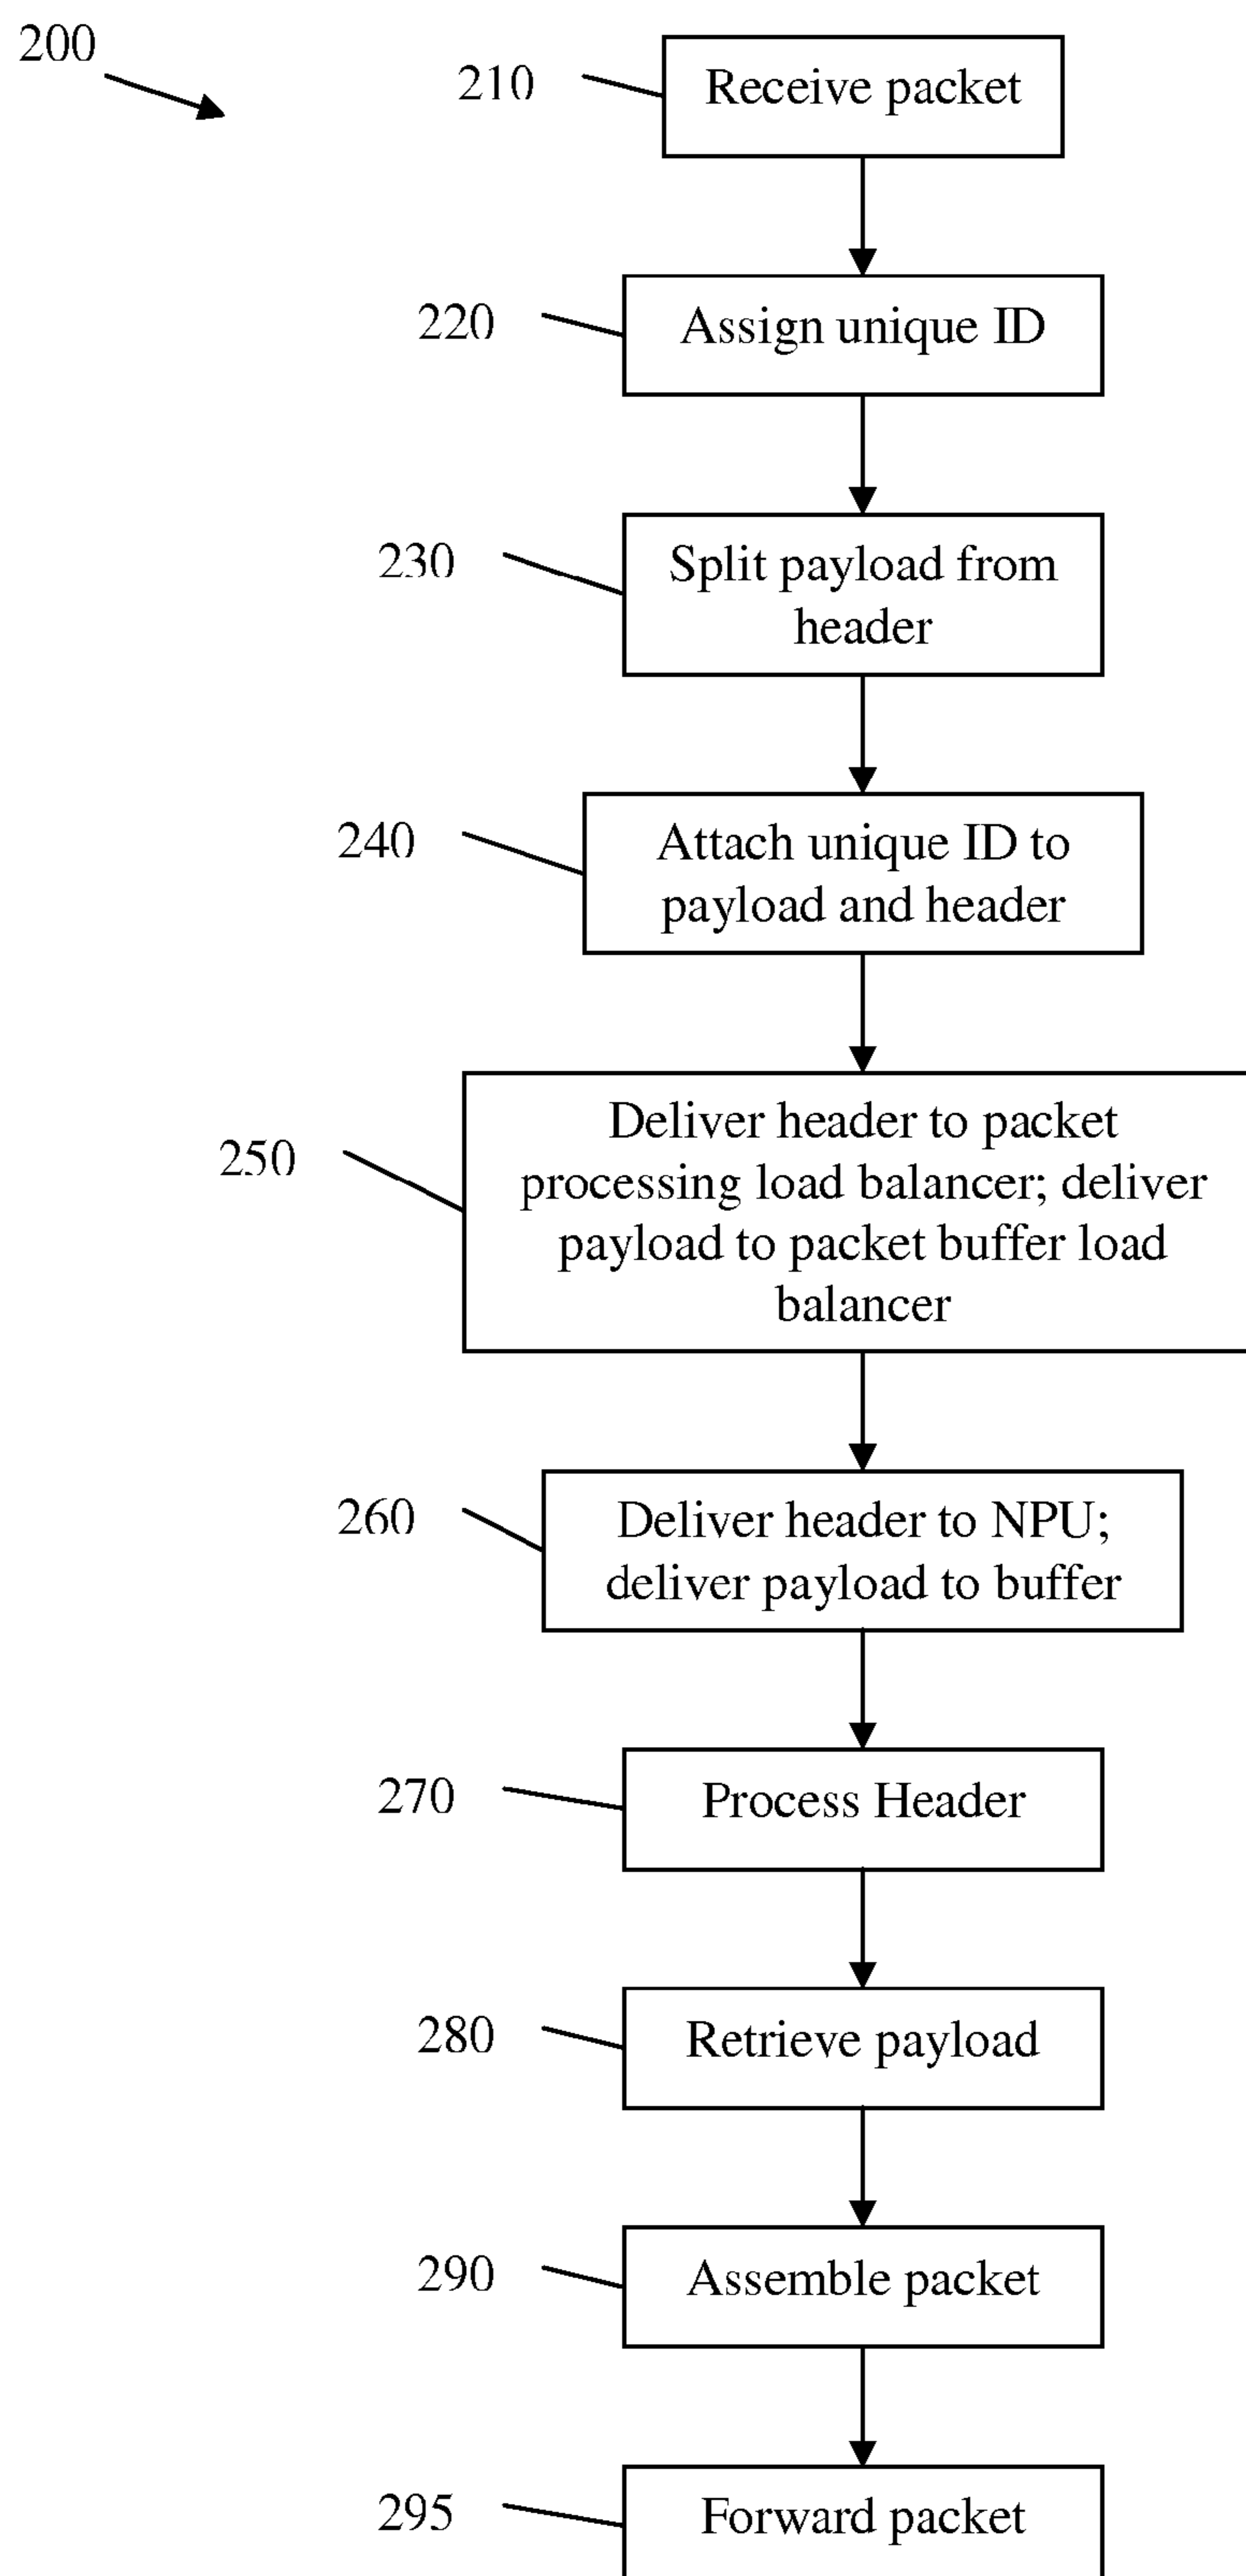 200
210
Receive packet
220
Assign unique ID
230
Split payload from
header
240
Attach unique ID to
payload and header
250
Deliver header to packet
processing load balancer; deliver
payload to packet buffer load
balancer
260
Deliver header to NPU;
deliver payload to buffer
270
Process Header
280
Retrieve payload
290
Assemble packet
295
Forward packet